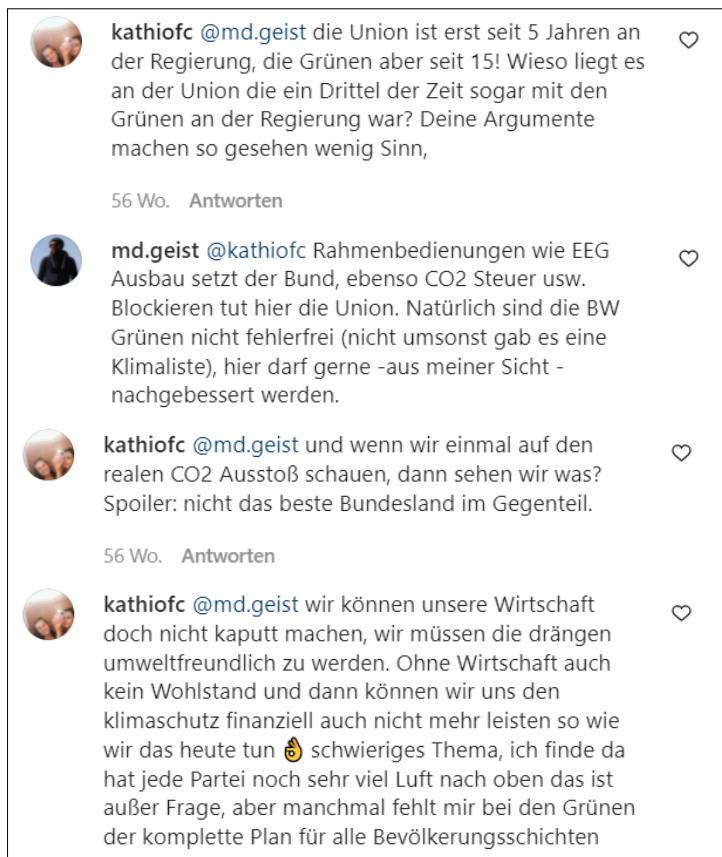 kathiofc @md.geist die Union ist erst seit 5 Jahren an
der Regierung, die Grünen aber seit 15! Wieso liegt es
an der Union die ein Drittel der Zeit sogar mit den
Grünen an der Regierung war? Deine Argumente
machen so gesehen wenig Sinn,
56 Wo. Antworten
md.geist @kathiofc Rahmenbedienungen wie EEG
Ausbau setzt der Bund, ebenso CO2 Steuer usw.
Blockieren tut hier die Union. Natürlich sind die BW
Grünen nicht fehlerfrei (nicht umsonst gab es eine
Klimaliste), hier darf gerne -aus meiner Sicht -
nachgebessert werden.
kathiofc @md.geist und wenn wir einmal auf den
realen CO2 Ausstoß schauen, dann sehen wir was?
Spoiler: nicht das beste Bundesland im Gegenteil.
56 Wo. Antworten
kathiofc @md.geist wir können unsere Wirtschaft
doch nicht kaputt machen, wir müssen die drängen
umweltfreundlich zu werden. Ohne Wirtschaft auch
kein Wohlstand und dann können wir uns den
klimaschutz finanziell auch nicht mehr leisten so wie
wir das heute tun 👌 schwieriges Thema, ich finde da
hat jede Partei noch sehr viel Luft nach oben das ist
außer Frage, aber manchmal fehlt mir bei den Grünen
der komplette Plan für alle Bevölkerungsschichten